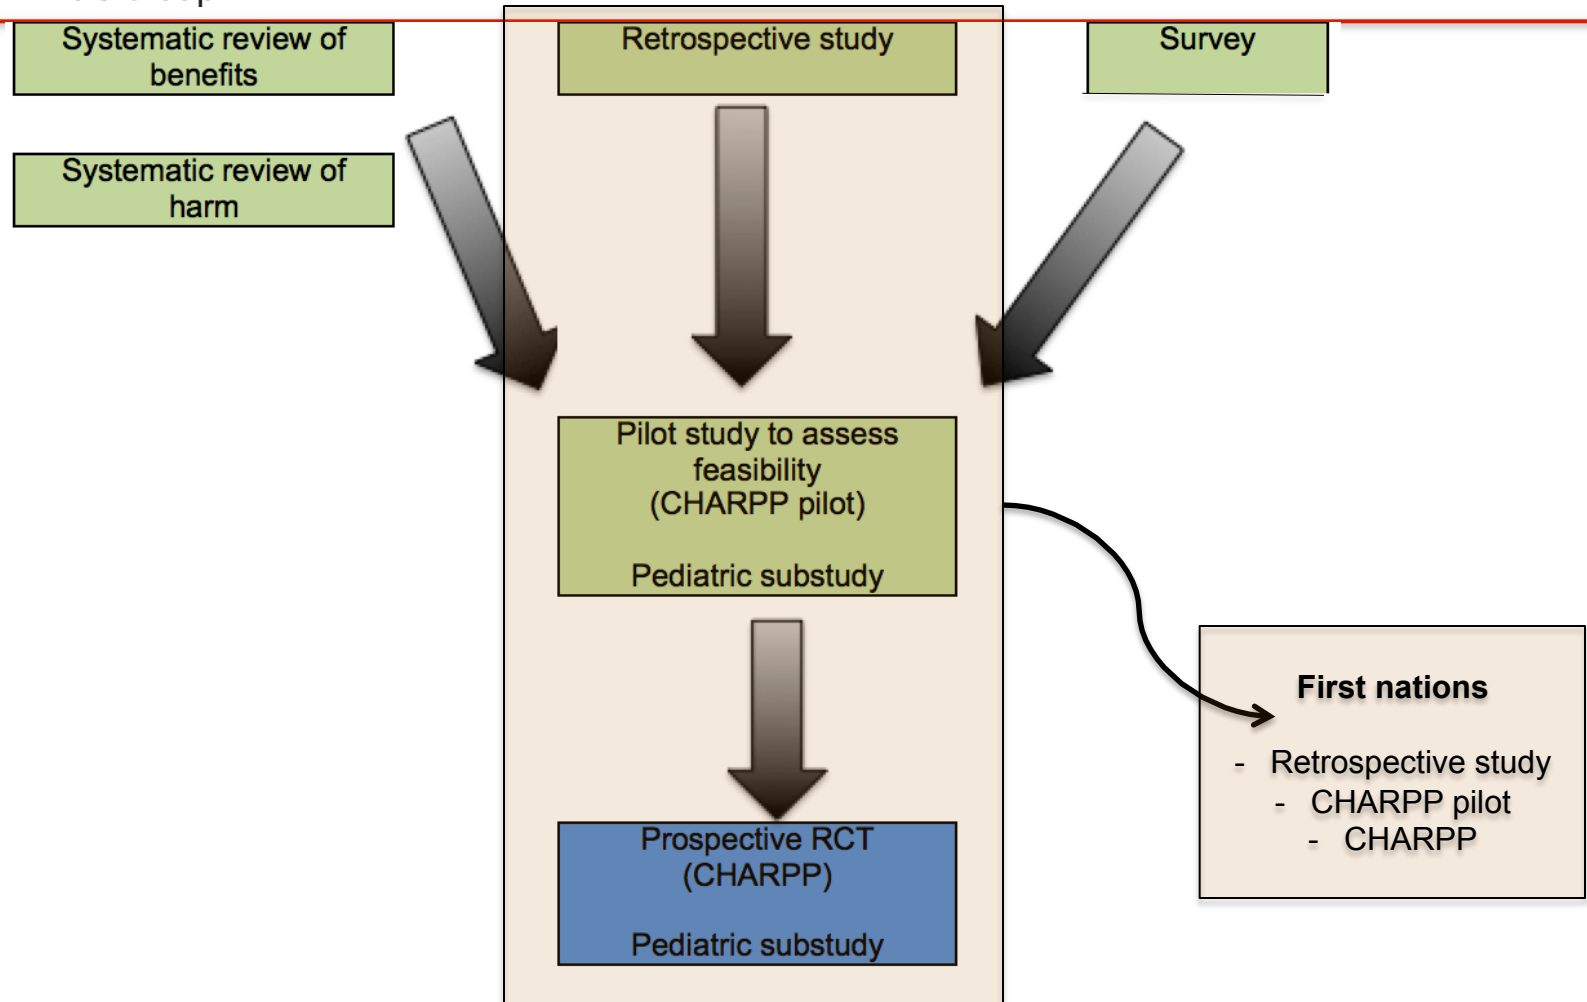 Systematic review of
benefits
Retrospective study
Survey
Systematic review of
harm
Pilot study to assess
feasibility
(CHARPP pilot)
Pediatric substudy
First nations
- Retrospective study
- CHARPP pilot
- CHARPP
Prospective RCT
(CHARPP)
Pediatric substudy